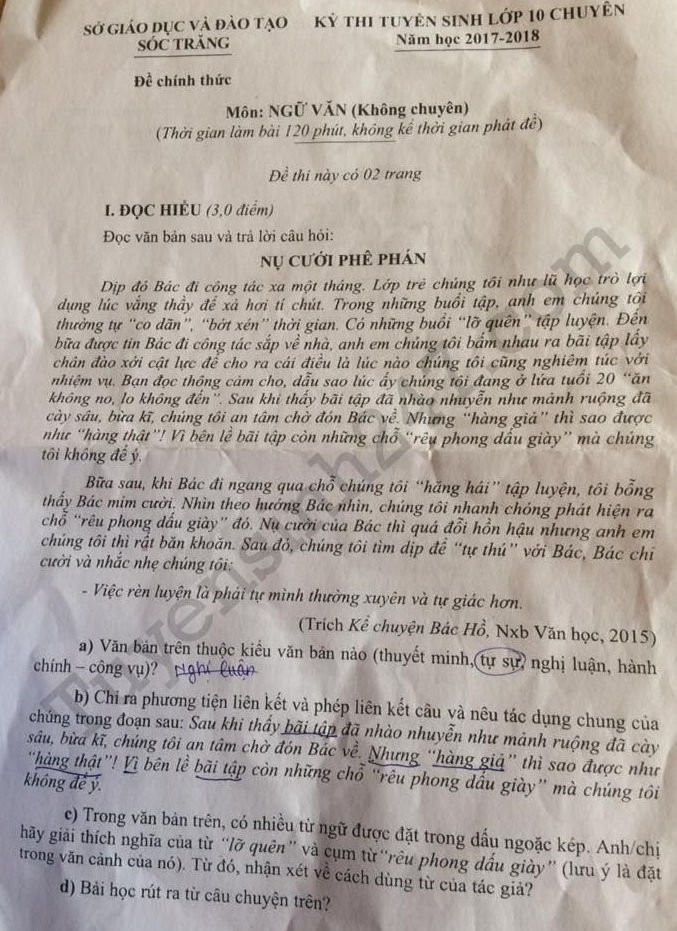 SỞ GIÁO DỤC VÀ ĐÀO TẠO
SÓC TRĂNG
KỲ THI TUYỂN SINH LỚP 10 CHUYÊN
Năm học 2017-2018
Đề chính thức
Môn: NGỮ VĂN (Không chuyên)
(Thời gian làm bài 120 phút, không kể thời gian phát đề)
Đề thi này có 02 trang
I. ĐỌC HIỂU (3,0 điểm)
Đọc văn bản sau và trả lời câu hỏi:
NỤ CƯỜI PHÊ PHÁN
Dịp đó Bác đi công tác xa một tháng. Lớp trẻ chúng tôi như lũ học trò lợi
dụng lúc vắng thầy để xả hơi tí chút. Trong những buổi tập, anh em chúng tôi
thường tự “co dãn”, “bớt xén” thời gian. Có những buổi “lỡ quên” tập luyện. Đến
bữa được tin Bác đi công tác sắp về nhà, anh em chúng tôi bấm nhau ra bãi tập lấy
chân đào xới cật lực để cho ra cái điều là lúc nào chúng tôi cũng nghiêm túc với
nhiệm vụ. Bạn đọc thông cảm cho, dẫu sao lúc ấy chúng tôi đang ở lứa tuổi 20 “ăn
không no, lo không đến”. Sau khi thấy bãi tập đã nhào nhuyễn như mảnh ruộng đã
cày sâu, bừa kĩ, chúng tôi an tâm chờ đón Bác về. Nhưng “hàng giả” thì sao được
như “hàng thật”! Vì bên lề bãi tập còn những chỗ “rêu phong dấu giày” mà chúng
tôi không để ý.
Bữa sau, khi Bác đi ngang qua chỗ chúng tôi “hăng hái” tập luyện, tôi bỗng
thấy Bác mỉm cười. Nhìn theo hướng Bác nhìn, chúng tôi nhanh chóng phát hiện ra
chỗ “rêu phong dấu giày” đó. Nụ cười của Bác thì quá đỗi hồn hậu nhưng anh em
chúng tôi thì rất băn khoăn. Sau đó, chúng tôi tìm dịp để “tự thú” với Bác, Bác chỉ
cười và nhắc nhẹ chúng tôi:
- Việc rèn luyện là phải tự mình thường xuyên và tự giác hơn.
(Trích Kể chuyện Bác Hồ, Nxb Văn học, 2015)
a) Văn bản trên thuộc kiểu văn bản nào (thuyết minh, tự sự, nghị luận, hành
chính – công vụ)? Nghị luận
b) Chỉ ra phương tiện liên kết và phép liên kết câu và nêu tác dụng chung của
chúng trong đoạn sau: Sau khi thấy bãi tập đã nhào nhuyễn như mảnh ruộng đã cày
sâu, bừa kĩ, chúng tôi an tâm chờ đón Bác về. Nhưng “hàng giả” thì sao được như
“hàng thật”! Vì bên lề bãi tập còn những chỗ “rêu phong dấu giày” mà chúng tôi
không để ý.
c) Trong văn bản trên, có nhiều từ ngữ được đặt trong dấu ngoặc kép. Anh/chị
hãy giải thích nghĩa của từ “lỡ quên” và cụm từ “rêu phong dấu giày” (lưu ý là đặt
trong văn cảnh của nó). Từ đó, nhận xét về cách dùng từ của tác giả?
d) Bài học rút ra từ câu chuyện trên?